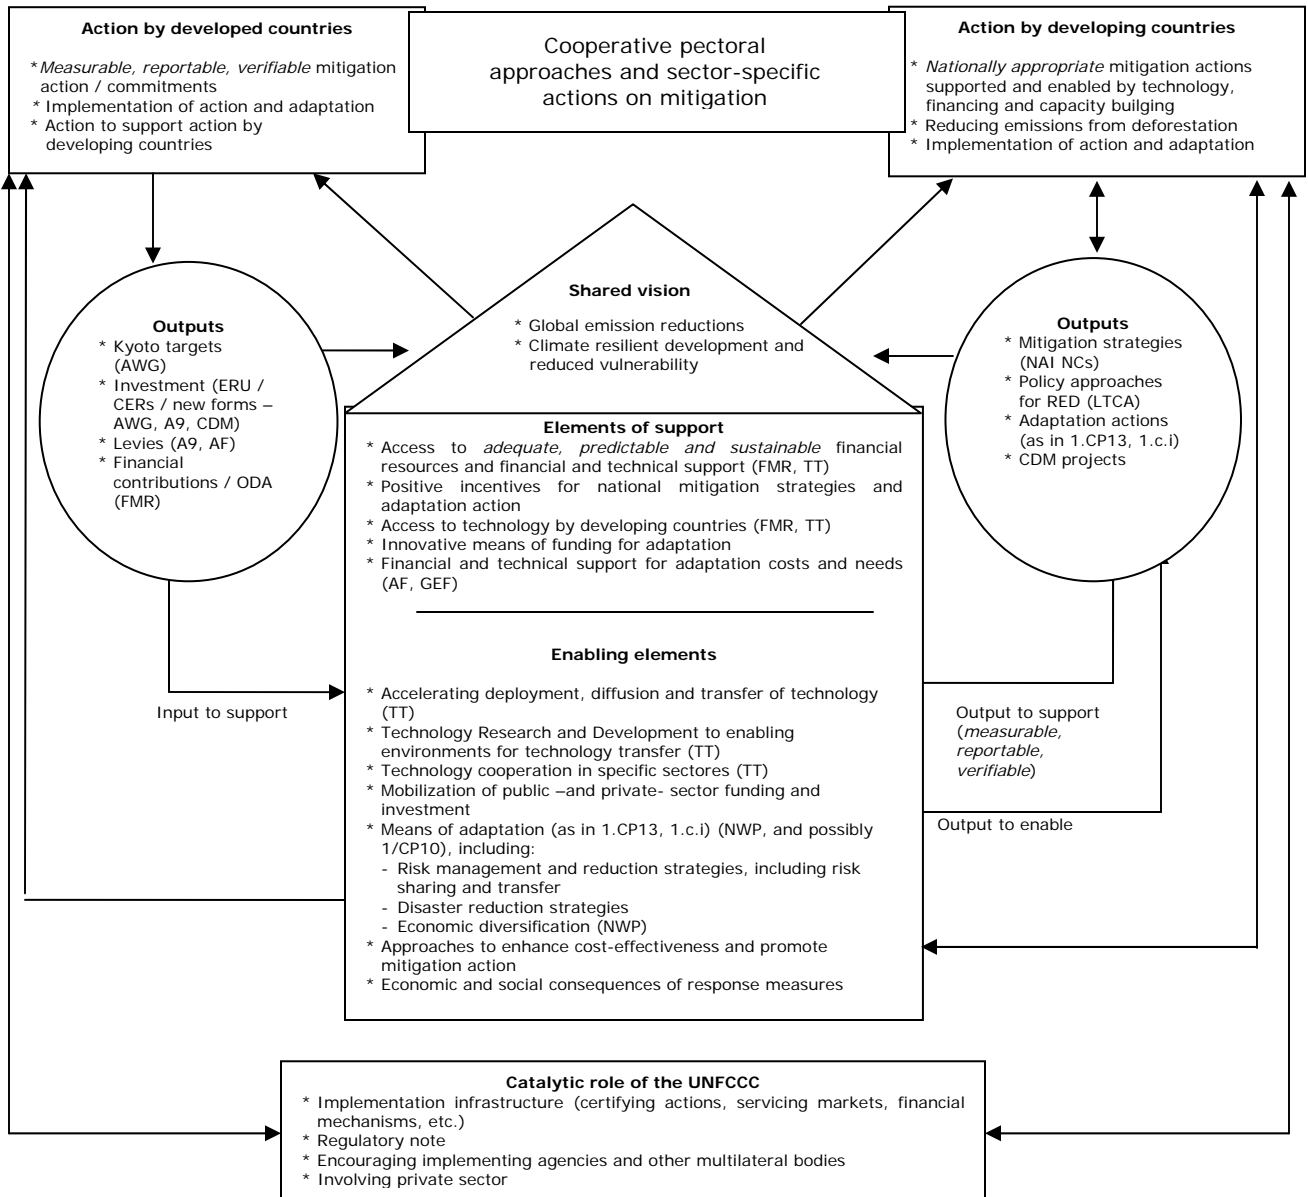 Action by developed countries
*Measurable, reportable, verifiable mitigation
action / commitments
* Implementation of action and adaptation
* Action to support action by
developing countries
Cooperative pectoral
approaches and sector-specific
actions on mitigation
Action by developing countries
* Nationally appropriate mitigation actions
supported and enabled by technology,
financing and capacity builging
* Reducing emissions from deforestation
* Implementation of action and adaptation
Outputs
* Kyoto targets
(AWG)
* Investment (ERU /
CERs / new forms –
AWG, A9, CDM)
* Levies (A9, AF)
* Financial
contributions / ODA
(FMR)
Shared vision
* Global emission reductions
* Climate resilient development and
reduced vulnerability
Outputs
* Mitigation strategies
(NAI NCs)
* Policy approaches
for RED (LTCA)
* Adaptation actions
(as in 1.CP13, 1.c.i)
* CDM projects
Elements of support
* Access to adequate, predictable and sustainable financial
resources and financial and technical support (FMR, TT)
* Positive incentives for national mitigation strategies and
adaptation action
* Access to technology by developing countries (FMR, TT)
* Innovative means of funding for adaptation
* Financial and technical support for adaptation costs and needs
(AF, GEF)
Enabling elements
* Accelerating deployment, diffusion and transfer of technology
(TT)
* Technology Research and Development to enabling
environments for technology transfer (TT)
* Technology cooperation in specific sectores (TT)
* Mobilization of public –and private- sector funding and
investment
* Means of adaptation (as in 1.CP13, 1.c.i) (NWP, and possibly
1/CP10), including:
- Risk management and reduction strategies, including risk
sharing and transfer
- Disaster reduction strategies
- Economic diversification (NWP)
* Approaches to enhance cost-effectiveness and promote
mitigation action
* Economic and social consequences of response measures
Input to support
Output to support
(measurable,
reportable,
verifiable)
Output to enable
Catalytic role of the UNFCCC
* Implementation infrastructure (certifying actions, servicing markets, financial
mechanisms, etc.)
* Regulatory note
* Encouraging implementing agencies and other multilateral bodies
* Involving private sector